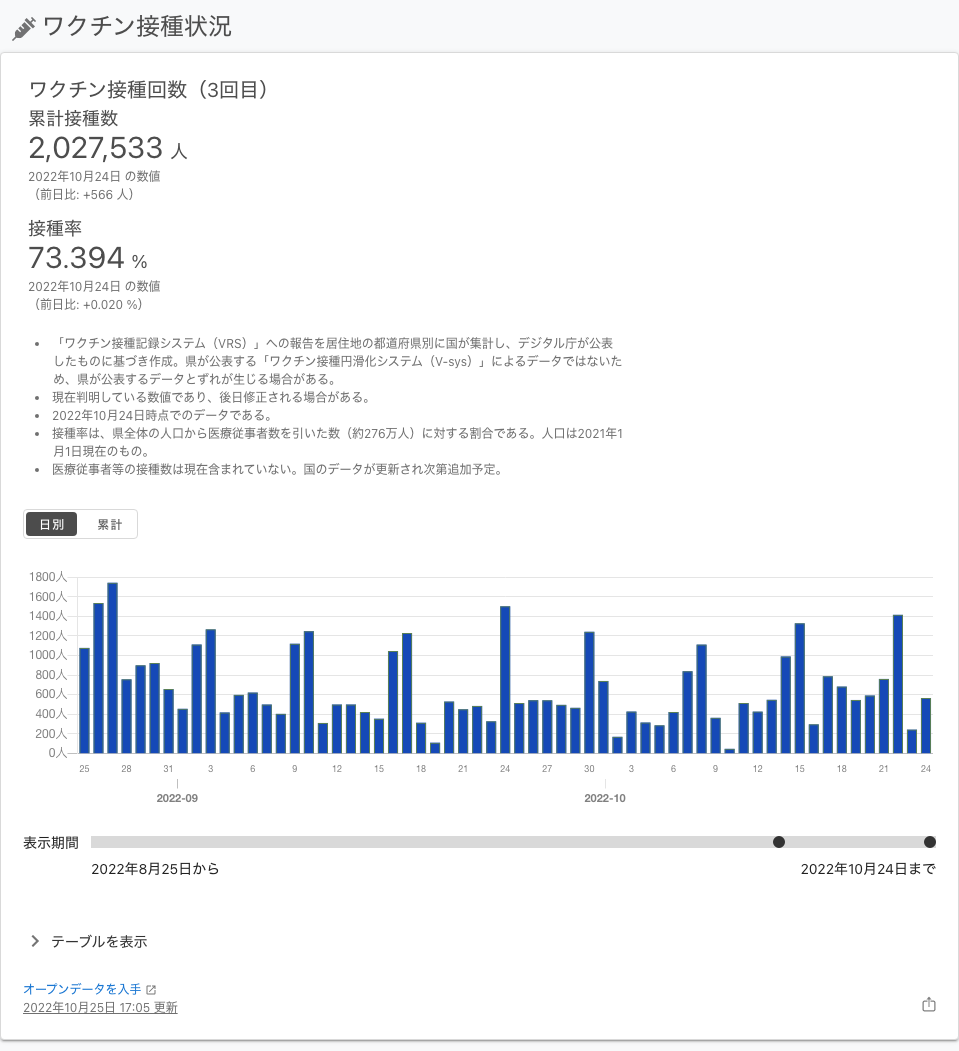 ワクチン接種状況
ワクチン接種回数（3回目）
累計接種数
2,027,533 人
2022年10月24日 の数値
（前日比: +566 人）
接種率
73.394 %
2022年10月24日 の数値
（前日比: +0.020 %）
• 「ワクチン接種記録システム（VRS）」への報告を居住地の都道府県別に国が集計し、デジタル庁が公表
したものに基づき作成。県が公表する「ワクチン接種円滑化システム（V-sys）」によるデータではないた
め、県が公表するデータとずれが生じる場合がある。
• 現在判明している数値であり、後日修正される場合がある。
• 2022年10月24日時点でのデータである。
• 接種率は、県全体の人口から医療従事者数を引いた数（約276万人）に対する割合である。人口は2021年1
月1日現在のもの。
• 医療従事者等の接種数は現在含まれていない。国のデータが更新され次第追加予定。
日別 累計
1800人
1600人
1400人
1200人
1000人
800人
600人
400人
200人
0人
25 28 31 3 6 9 12 15 18 21 24 27 30 3 6 9 12 15 18 21 24
2022-09 2022-10
表示期間
2022年8月25日から 2022年10月24日まで
テーブルを表示
オープンデータを入手
2022年10月25日 17:05 更新